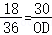 18/36 = 30/OD